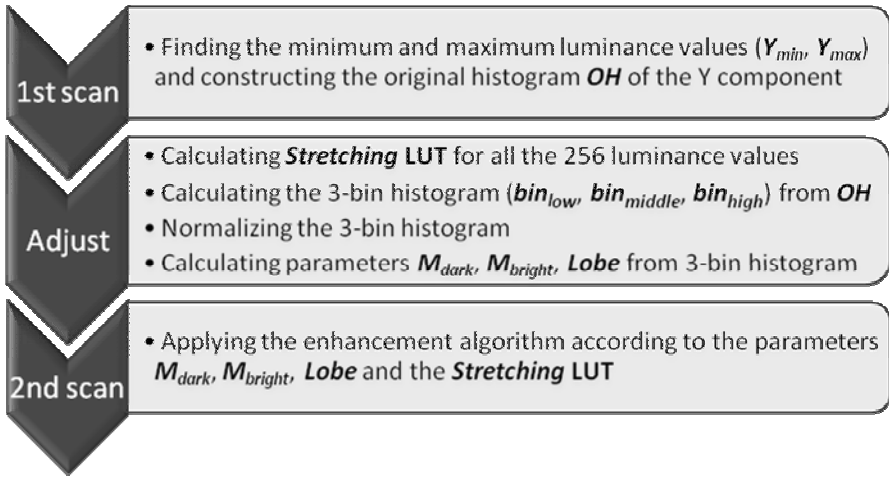 1st scan
• Finding the minimum and maximum luminance values (Ymin, Ymax)
and constructing the original histogram OH of the Y component
Adjust
• Calculating Stretching LUT for all the 256 luminance values
• Calculating the 3-bin histogram (binlow, binmiddle, binhigh) from OH
• Normalizing the 3-bin histogram
• Calculating parameters Mdark, Mbright, Lobe from 3-bin histogram
2nd scan
• Applying the enhancement algorithm according to the parameters
Mdark, Mbright, Lobe and the Stretching LUT